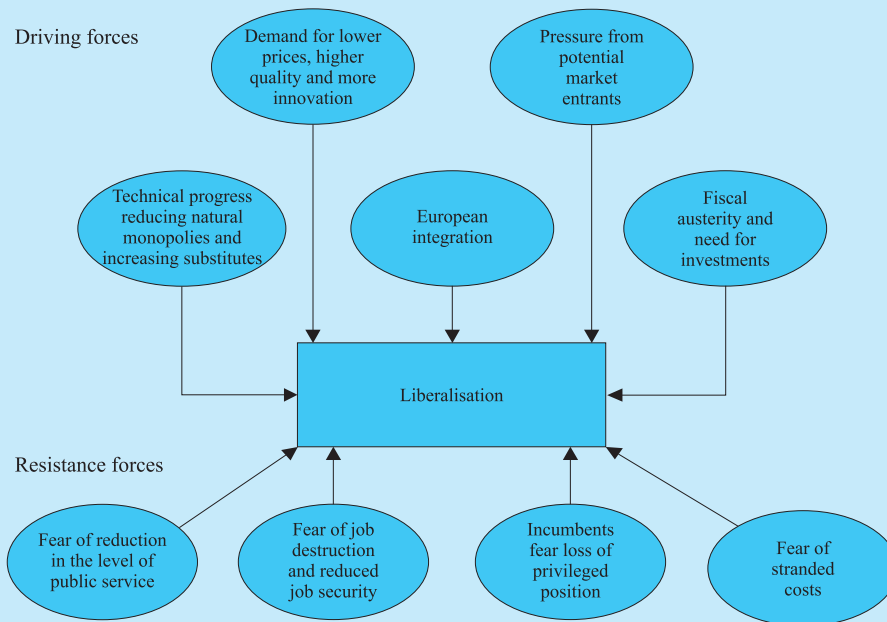 Driving forces
Demand for lower
prices, higher
quality and more
innovation
Pressure from
potential
market
entrants
Technical progress
reducing natural
monopolies and
increasing substitutes
European
integration
Fiscal
austerity and
need for
investments
Liberalisation
Resistance forces
Fear of reduction
in the level of
public service
Fear of job
destruction
and reduced
job security
Incumbents
fear loss of
privileged
position
Fear of
stranded
costs